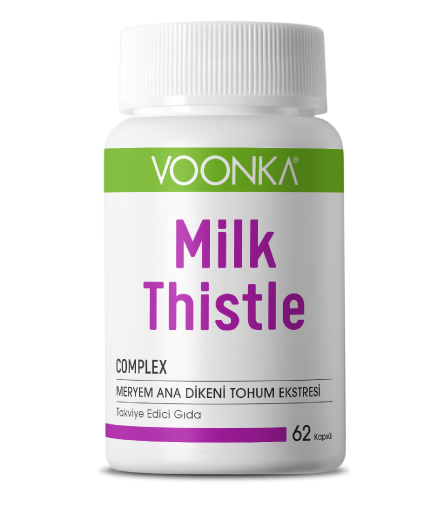 VOONKA®
Milk
Thistle
COMPLEX
MERYEM ANA DİKENİ TOHUM EKSTRESİ
Takviye Edici Gıda
62 Kapsül